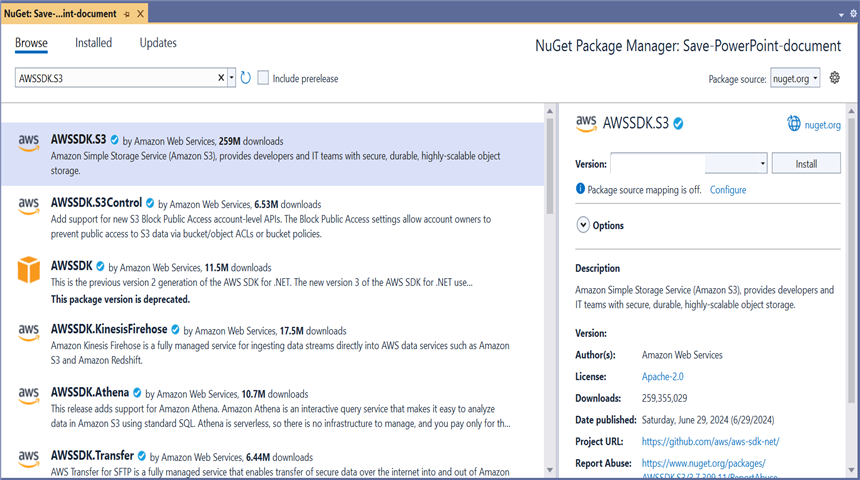 NuGet: Save-...int-document
Browse
Installed
Updates
NuGet Package Manager: Save-PowerPoint-document
AWSSDK.S3
Include prerelease
Package source:
nuget.org
aws
AWSSDK.S3
by Amazon Web Services, 259M downloads
Amazon Simple Storage Service (Amazon S3), provides developers and IT teams with secure, durable, highly-scalable object
storage.
aws
AWSSDK.S3Control
by Amazon Web Services, 6.53M downloads
Add support for new S3 Block Public Access account-level APIs. The Block Public Access settings allow account owners to
prevent public access to S3 data via bucket/object ACLs or bucket policies.
AWSSDK
by Amazon Web Services, 11.5M downloads
This is the previous version 2 generation of the AWS SDK for .NET. The new version 3 of the AWS SDK for .NET use...
This package version is deprecated.
aws
AWSSDK.KinesisFirehose
by Amazon Web Services, 17.5M downloads
Amazon Kinesis Firehose is a fully managed service for ingesting data streams directly into AWS data services such as Amazon
S3 and Amazon Redshift.
aws
AWSSDK.Athena
by Amazon Web Services, 10.7M downloads
This release adds support for Amazon Athena. Amazon Athena is an interactive query service that makes it easy to analyze
data in Amazon S3 using standard SQL. Athena is serverless, so there is no infrastructure to manage, and you pay only for th...
aws
AWSSDK.Transfer
by Amazon Web Services, 6.44M downloads
AWS Transfer for SFTP is a fully managed service that enables transfer of secure data over the internet into and out of Amazon
aws
AWSSDK.S3
nuget.org
Version:
Install
Package source mapping is off. Configure
Options
Description
Amazon Simple Storage Service (Amazon S3), provides developers and
IT teams with secure, durable, highly-scalable object storage.
Version:
Author(s): Amazon Web Services
License: Apache-2.0
Downloads: 259,355,029
Date published: Saturday, June 29, 2024 (6/29/2024)
Project URL: https://github.com/aws/aws-sdk-net/
Report Abuse: https://www.nuget.org/packages/
AWSSDK.S3/3.7.309.11/ReportAbuse